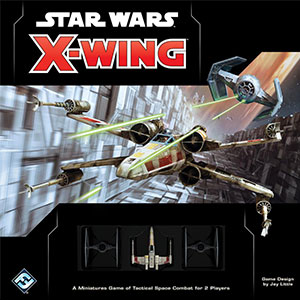 STAR WARS
X-WING
Game Design
by Jay Little
A Miniatures Game of Tactical Space Combat for 2 Players